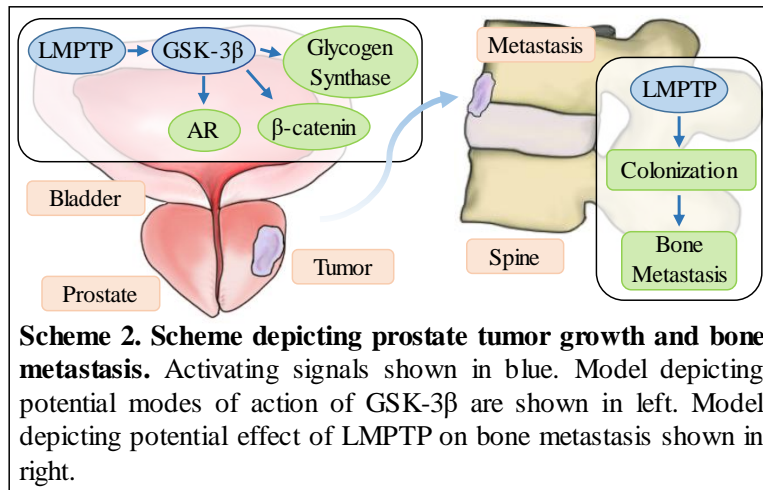 LMPTP
GSK-3β
Glycogen
Synthase
AR
β-catenin
Bladder
Prostate
Tumor
Metastasis
Spine
LMPTP
Colonization
Bone
Metastasis
Scheme 2. Scheme depicting prostate tumor growth and bone
metastasis. Activating signals shown in blue. Model depicting
potential modes of action of GSK-3β are shown in left. Model
depicting potential effect of LMPTP on bone metastasis shown in
right.